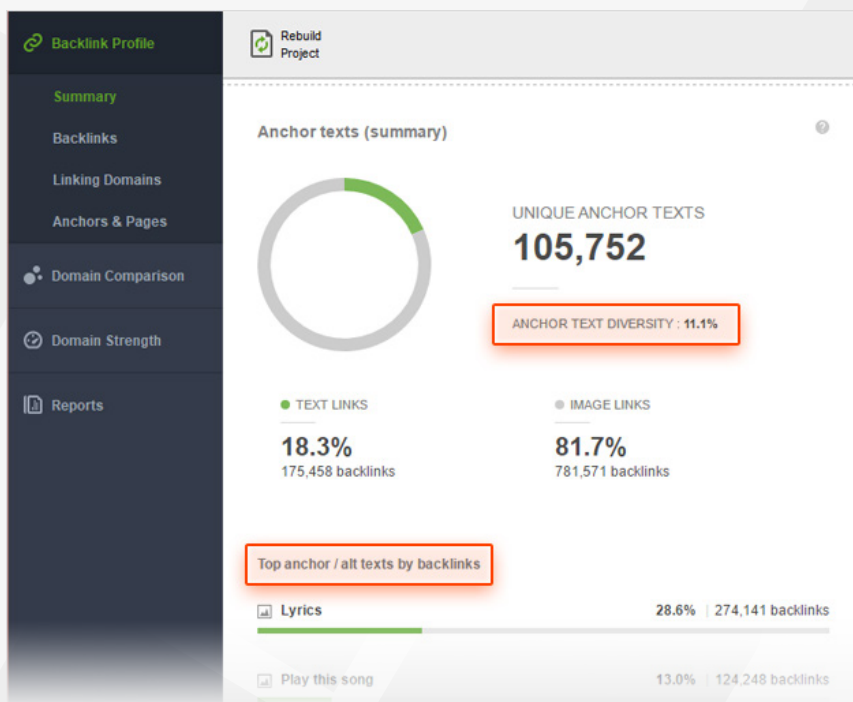 Backlink Profile
Rebuild
Project
Summary
Backlinks
Linking Domains
Anchors & Pages
Domain Comparison
Domain Strength
Reports
Anchor texts (summary)
?
UNIQUE ANCHOR TEXTS
105,752
ANCHOR TEXT DIVERSITY : 11.1%
TEXT LINKS
18.3%
175,458 backlinks
IMAGE LINKS
81.7%
781,571 backlinks
Top anchor / alt texts by backlinks
Lyrics 28.6% | 274,141 backlinks
Play this song 13.0% | 124,248 backlinks